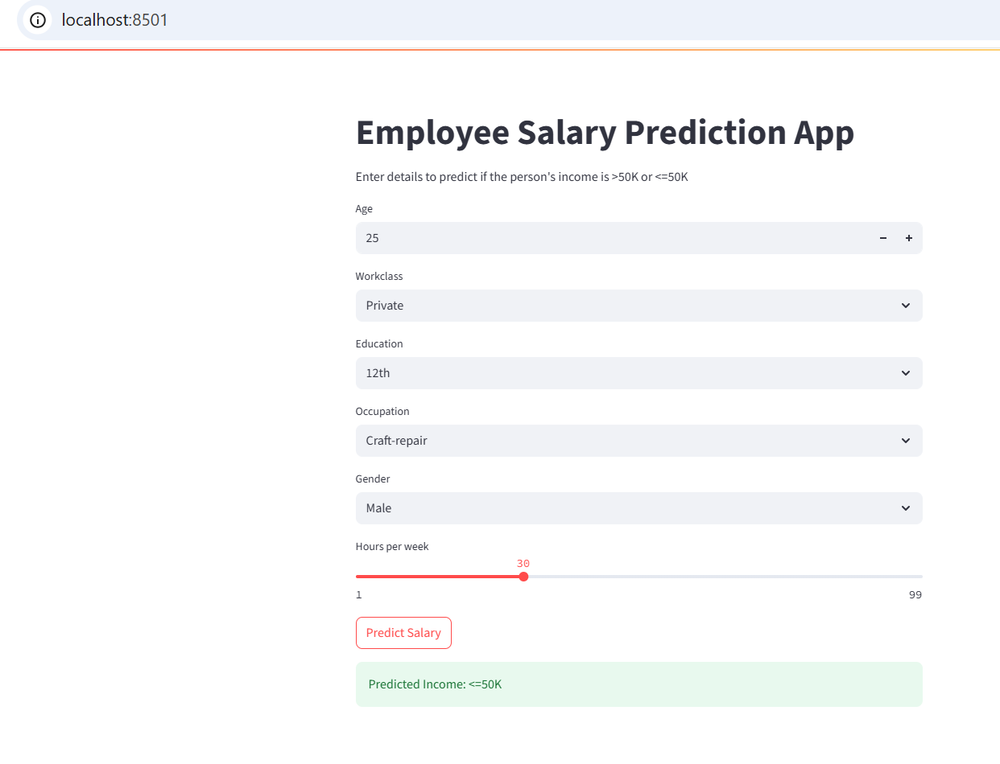 localhost:8501
Employee Salary Prediction App
Enter details to predict if the person's income is >50K or <=50K
Age
25
Workclass
Private
Education
12th
Occupation
Craft-repair
Gender
Male
Hours per week
30
1 99
Predict Salary
Predicted Income: <=50K